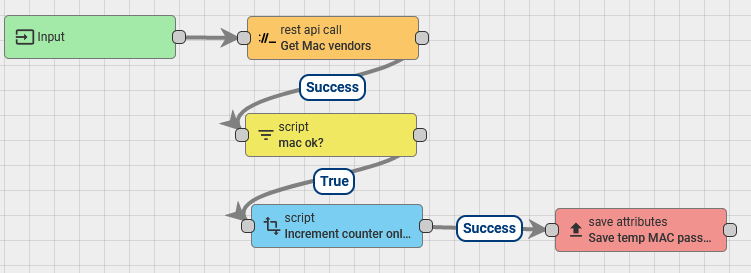 Input
rest api call
Get Mac vendors
Success
script
mac ok?
True
script
Increment counter onl...
Success
save attributes
Save temp MAC pass...